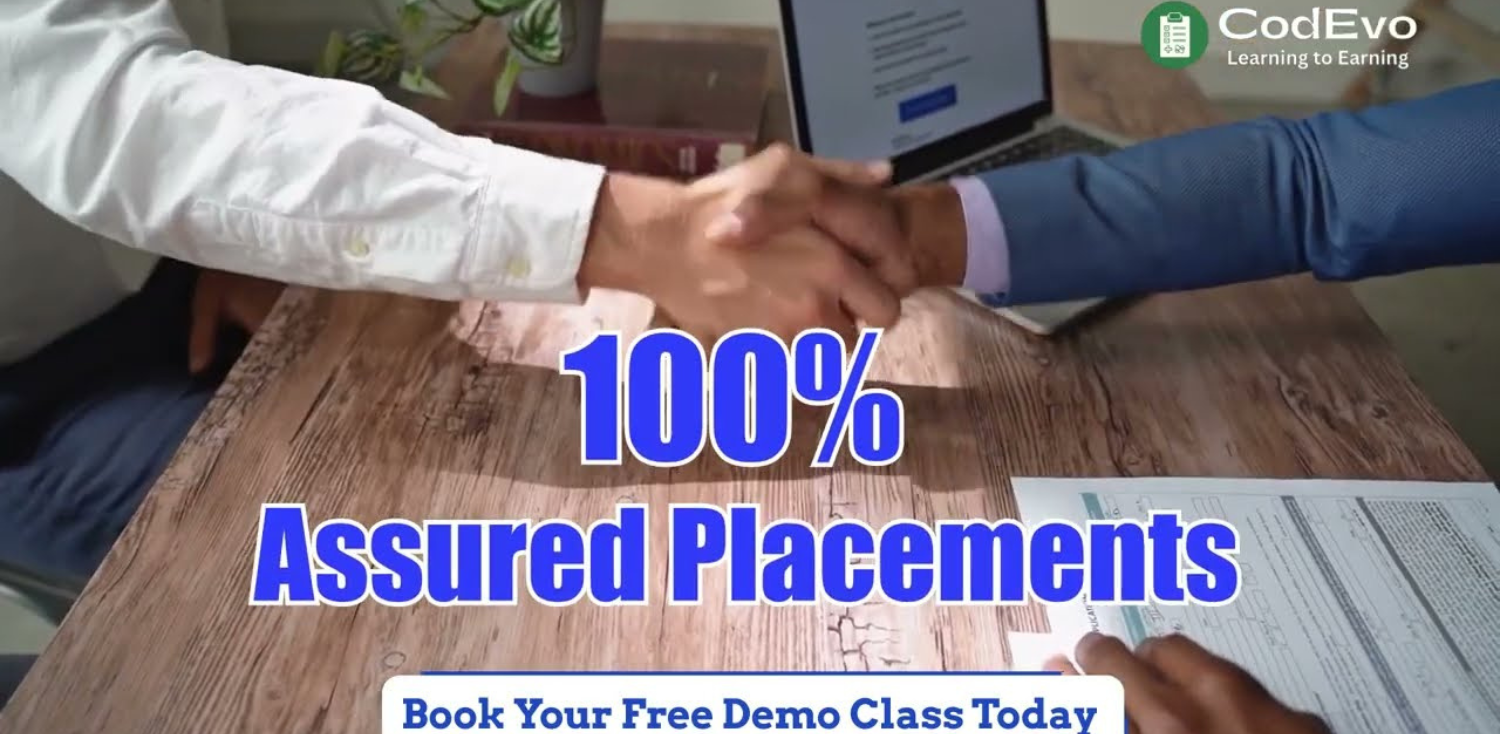 CodEvo
Learning to Earning
100%
Assured Placements
Book Your Free Demo Class Today